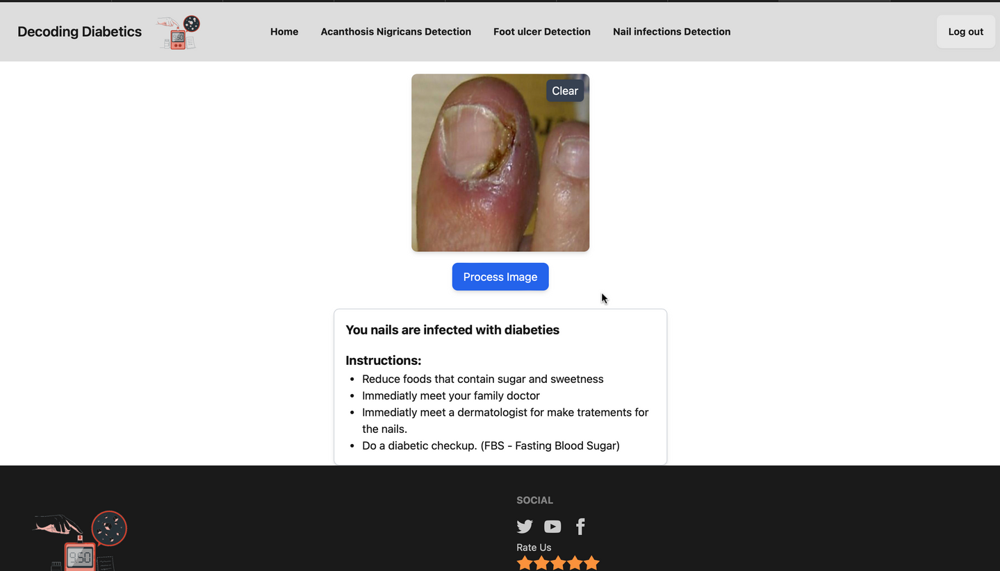 Decoding Diabetics
Home
Acanthosis Nigricans Detection
Foot ulcer Detection
Nail infections Detection
Log out
Clear
Process Image
You nails are infected with diabeties
Instructions:
• Reduce foods that contain sugar and sweetness
• Immediatly meet your family doctor
• Immediatly meet a dermatologist for make tratements for
the nails.
• Do a diabetic checkup. (FBS - Fasting Blood Sugar)
SOCIAL
Rate Us